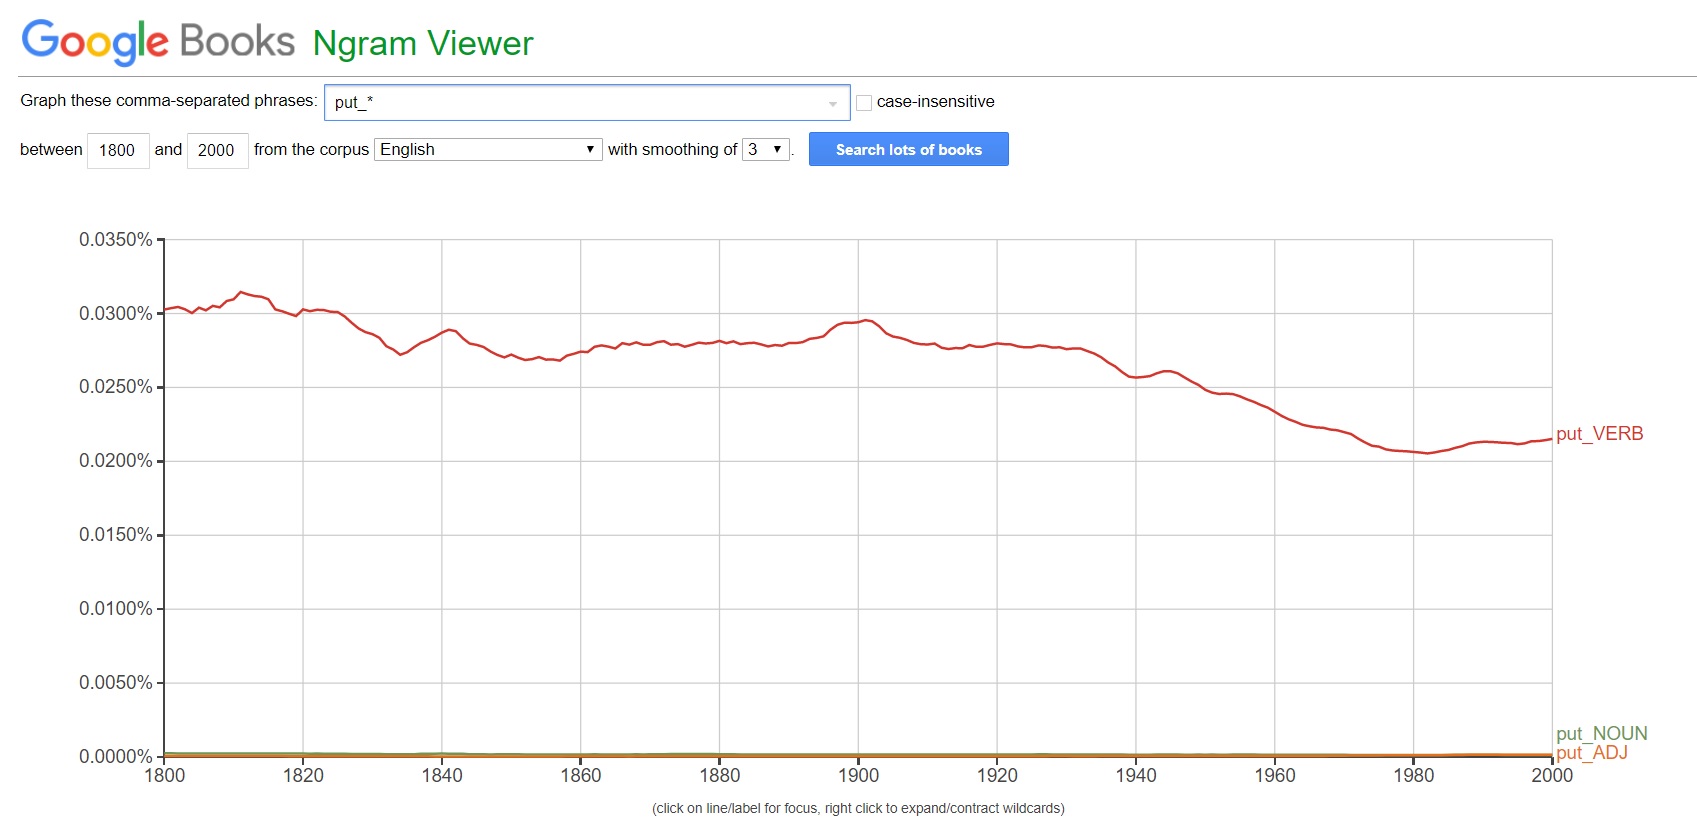 Google Books Ngram Viewer
Graph these comma-separated phrases: put_* case-insensitive
between 1800 and 2000 from the corpus English with smoothing of 3 . Search lots of books
0.0350%
0.0300%
0.0250%
0.0200%
0.0150%
0.0100%
0.0050%
0.0000%
put_VERB
put_NOUN
put_ADJ
1800 1820 1840 1860 1880 1900 1920 1940 1960 1980 2000
(click on line/label for focus, right click to expand/contract wildcards)